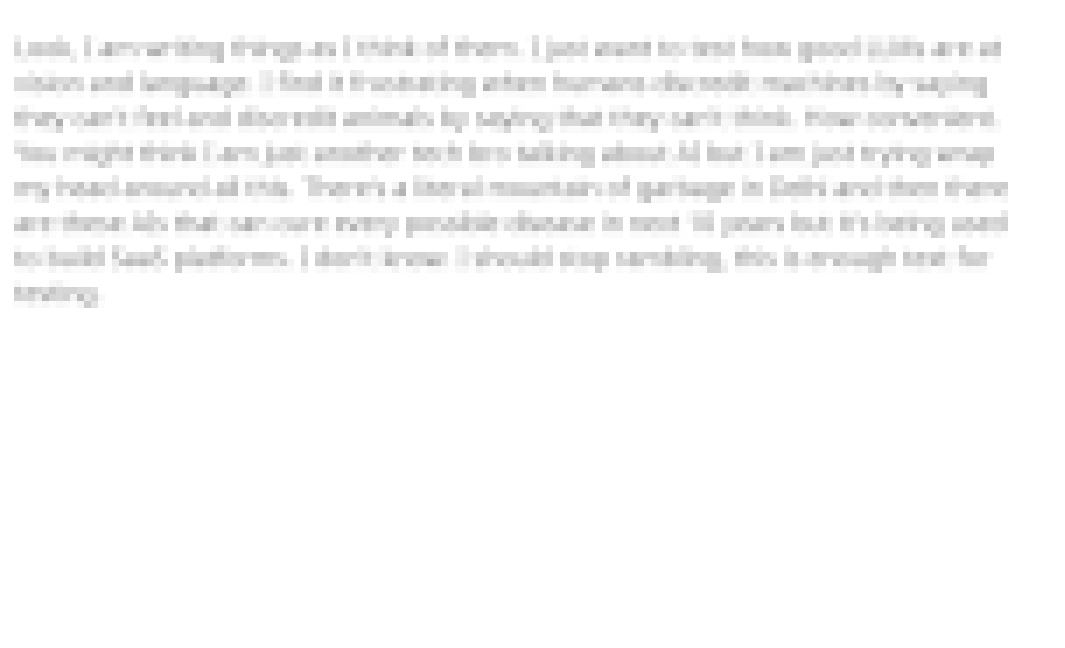 Look, I am writing things as I think of them. I just want to test how good LLMs are at
vision and language. I find it frustrating when humans discredit machines by saying
they can't feel and discredit animals by saying that they can't think. How convenient.
You might think I am just another tech bro talking about AI but I am just trying wrap
my head around all this. There's a literal mountain of garbage in Delhi and then there
are these AIs that can cure every possible disease in next 10 years but it's being used
to build SaaS platforms. I don't know. I should stop rambling, this is enough text for
testing.